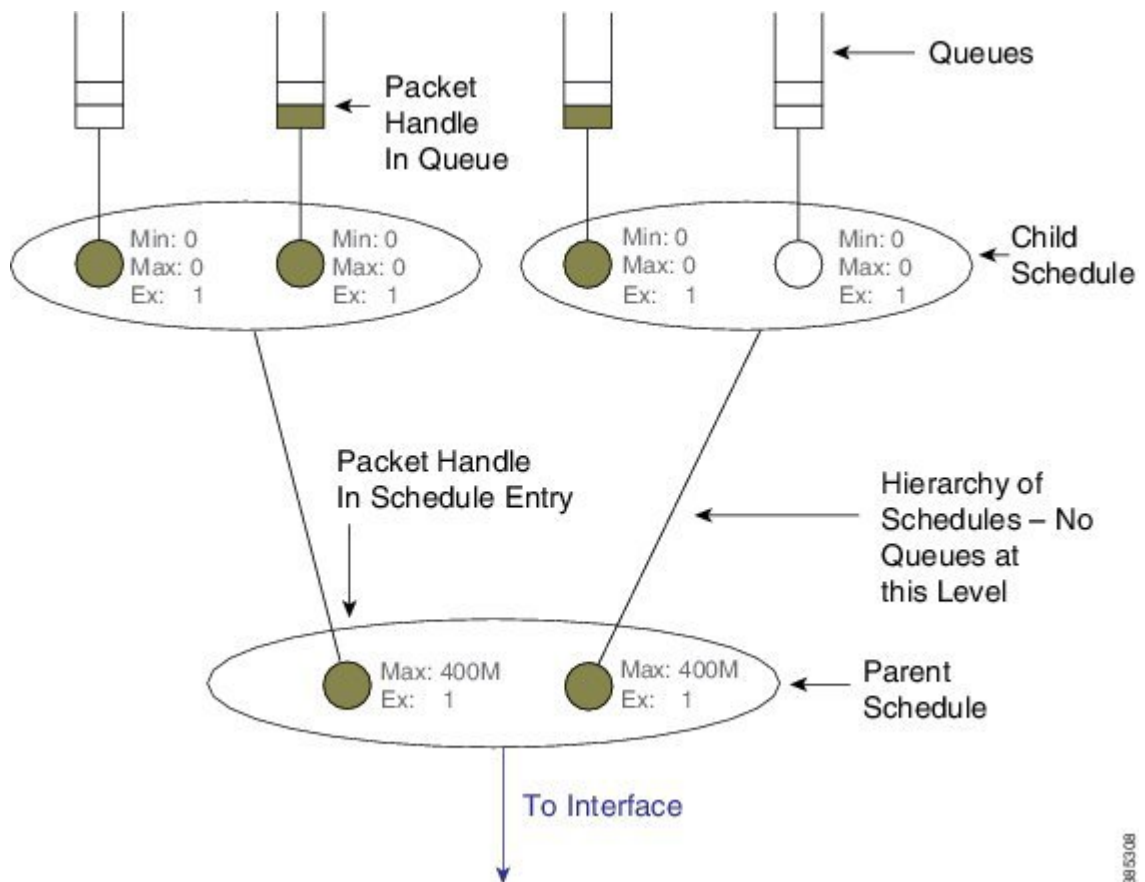 Queues
Packet
Handle
In Queue
Min: 0
Max: 0
Ex: 1
Min: 0
Max: 0
Ex: 1
Min: 0
Max: 0
Ex: 1
Min: 0
Max: 0
Ex: 1
Child
Schedule
Packet Handle
In Schedule Entry
Hierarchy of
Schedules – No
Queues at
this Level
Max: 400M
Ex: 1
Max: 400M
Ex: 1
Parent
Schedule
To Interface
385308